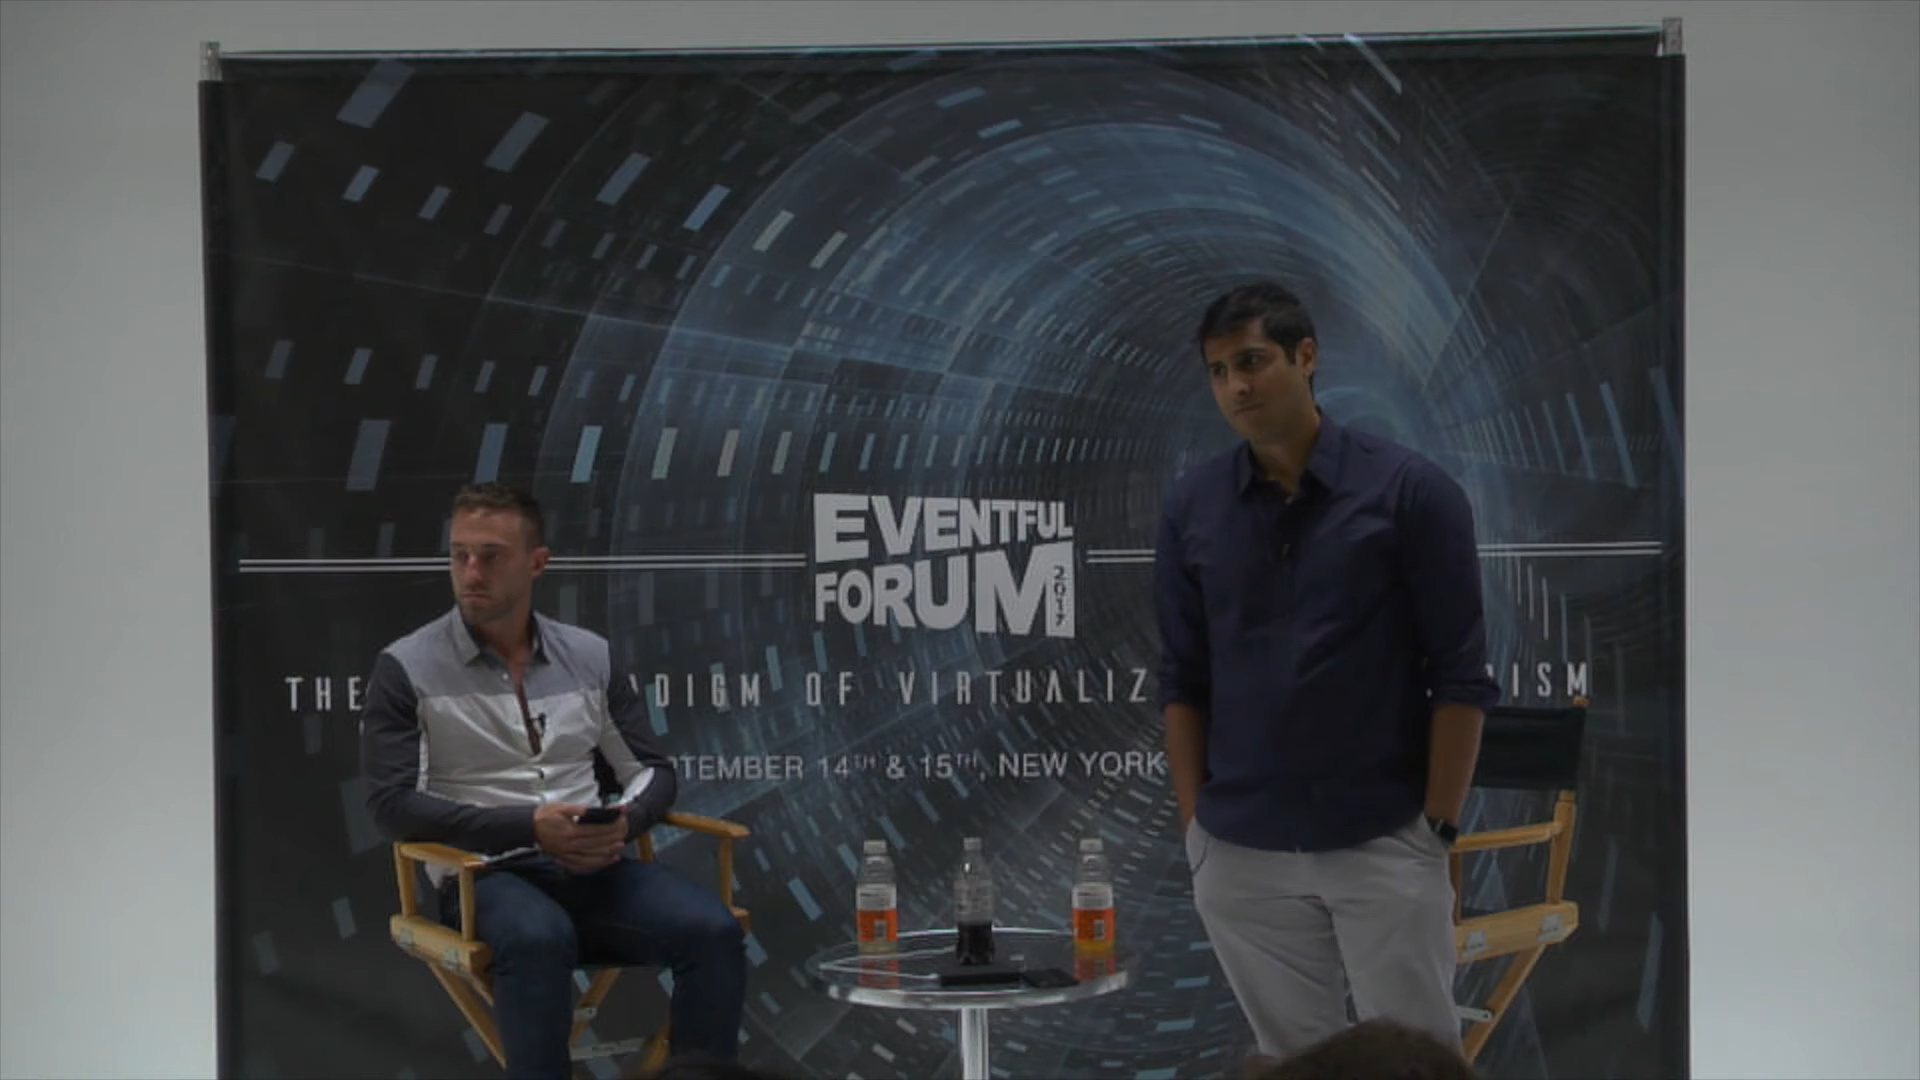 EVENTFUL
FORUM 2017
THE DIGM OF VIRTUALIZ ISM
PTEMBER 14TH & 15TH, NEW YORK